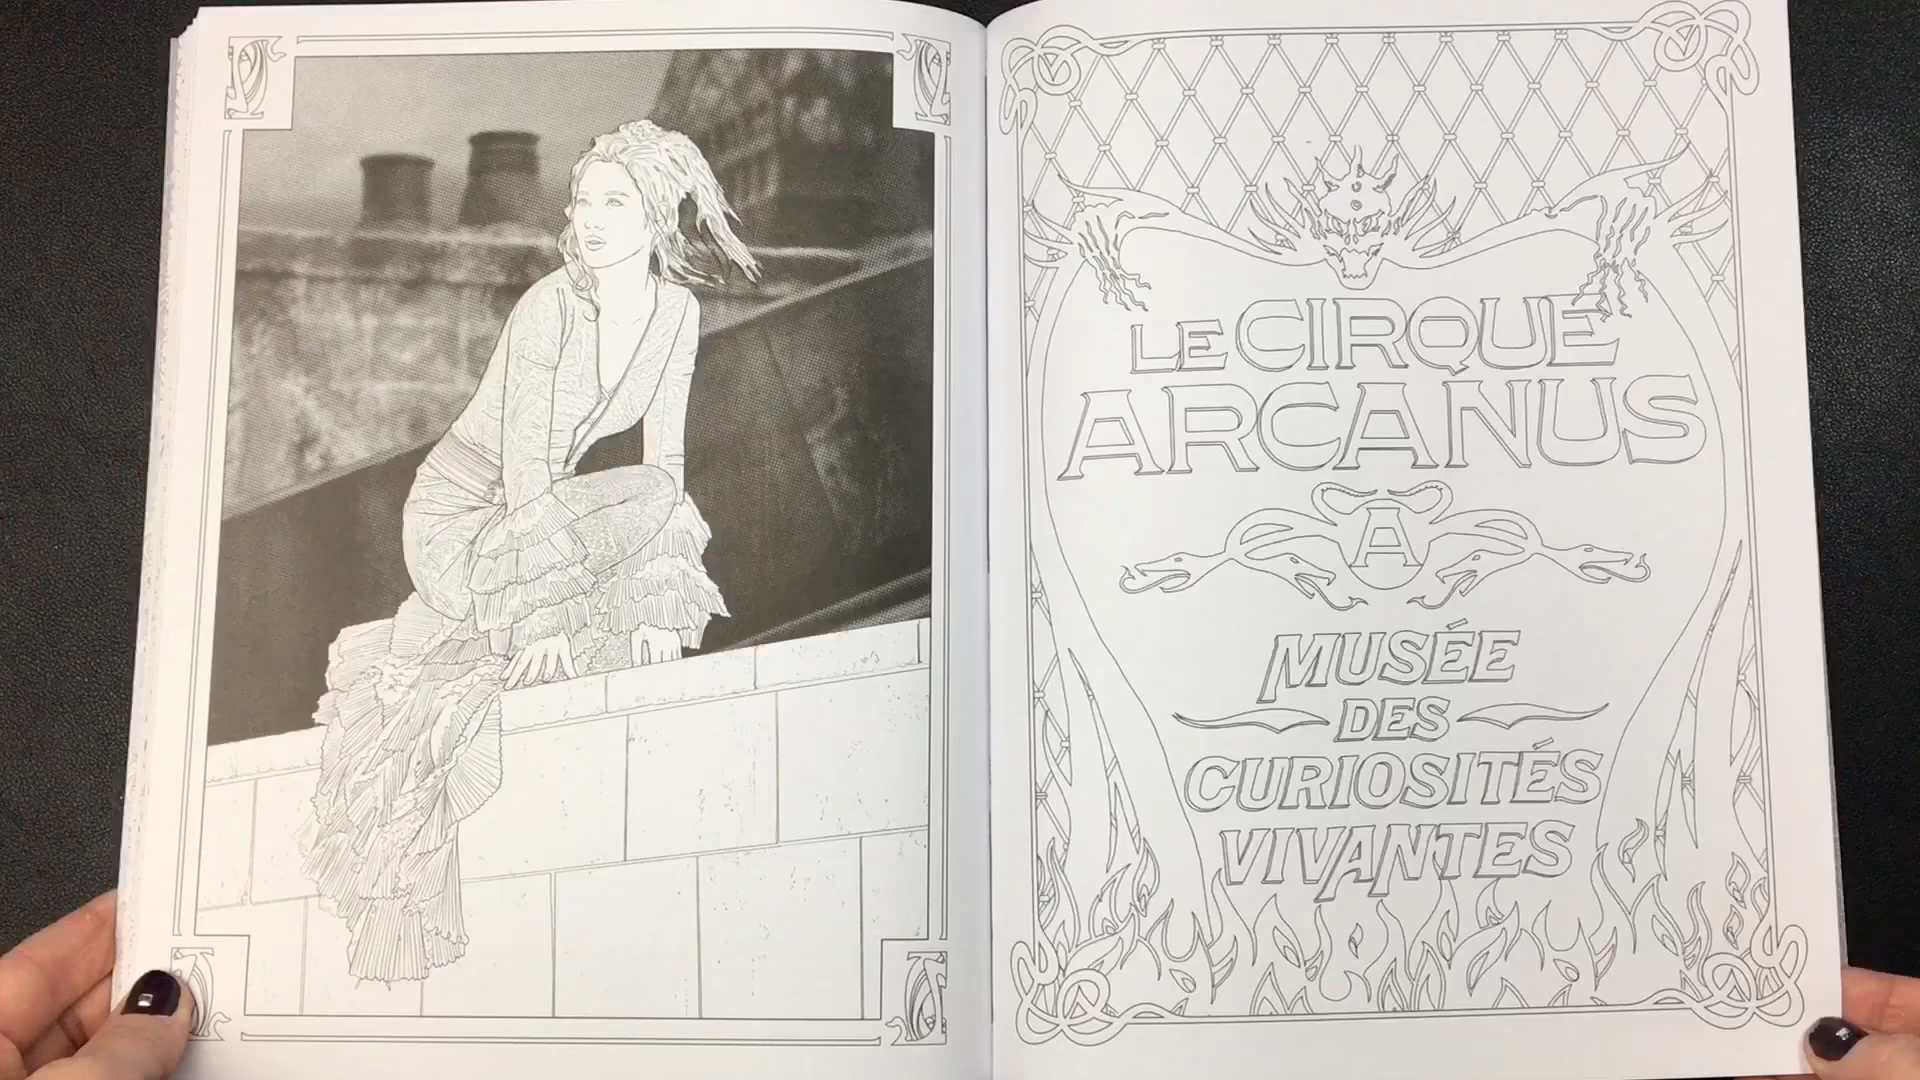 LE CIRQUE
ARCANUS
A
MUSÉE
DES
CURIOSITÉS
VIVANTES